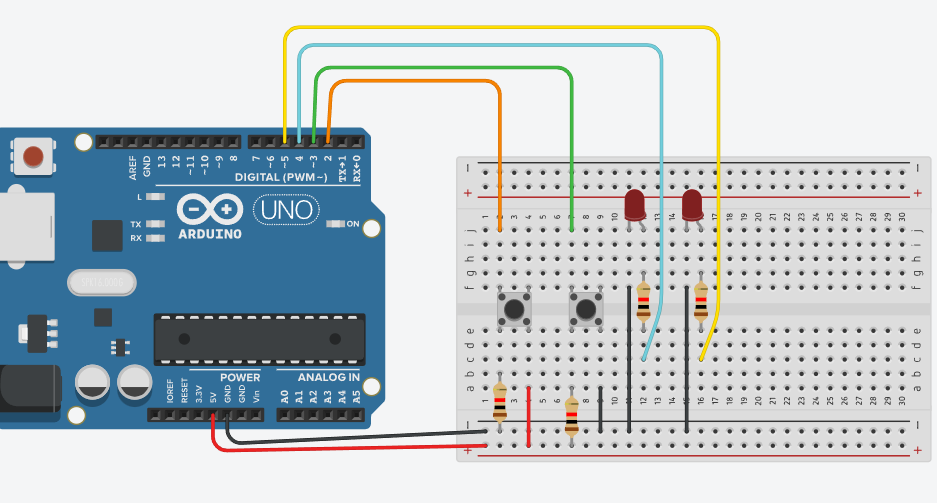 AREF
GND
13
12
~11
~10
~9
8
7
~6
~5
4
~3
2
TX→1
RX←0
DIGITAL (PWM~)
L
TX
RX
ARDUINO
UNO
ON
POWER
ANALOG IN
IOREF
RESET
3.3V
5V
GND
GND
Vin
A0
A1
A2
A3
A4
A5
− −
+ +
1 2 3 4 5 6 7 8 9 10 11 12 13 14 15 16 17 18 19 20 21 22 23 24 25 26 27 28 29 30
j j
i i
h h
g g
f f
e e
d d
c c
b b
a a
1 2 3 4 5 6 7 8 9 10 11 12 13 14 15 16 17 18 19 20 21 22 23 24 25 26 27 28 29 30
− −
+ +